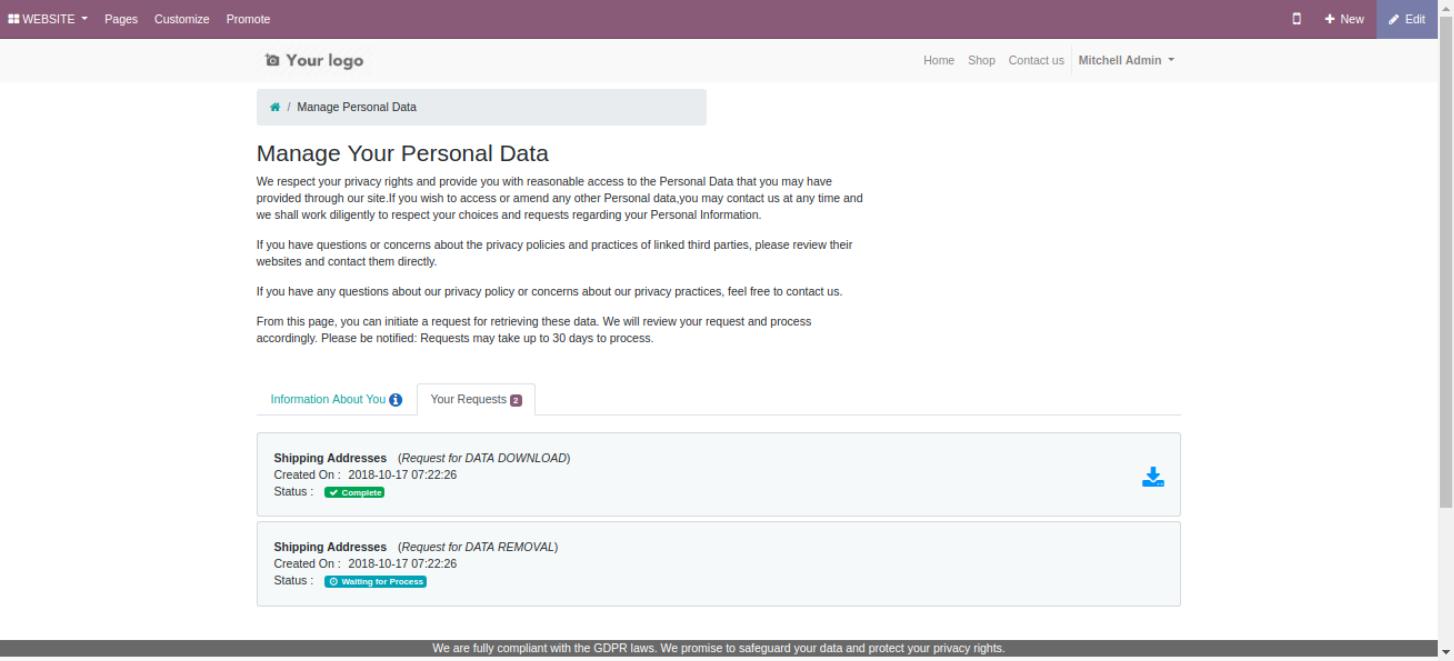 WEBSITE Pages Customize Promote + New Edit
Your logo Home Shop Contact us Mitchell Admin
/ Manage Personal Data
Manage Your Personal Data
We respect your privacy rights and provide you with reasonable access to the Personal Data that you may have
provided through our site.If you wish to access or amend any other Personal data,you may contact us at any time and
we shall work diligently to respect your choices and requests regarding your Personal Information.
If you have questions or concerns about the privacy policies and practices of linked third parties, please review their
websites and contact them directly.
If you have any questions about our privacy policy or concerns about our privacy practices, feel free to contact us.
From this page, you can initiate a request for retrieving these data. We will review your request and process
accordingly. Please be notified: Requests may take up to 30 days to process.
Information About You Your Requests 2
Shipping Addresses (Request for DATA DOWNLOAD)
Created On : 2018-10-17 07:22:26
Status : Complete
Shipping Addresses (Request for DATA REMOVAL)
Created On : 2018-10-17 07:22:26
Status : Waiting for Process
We are fully compliant with the GDPR laws. We promise to safeguard your data and protect your privacy rights.